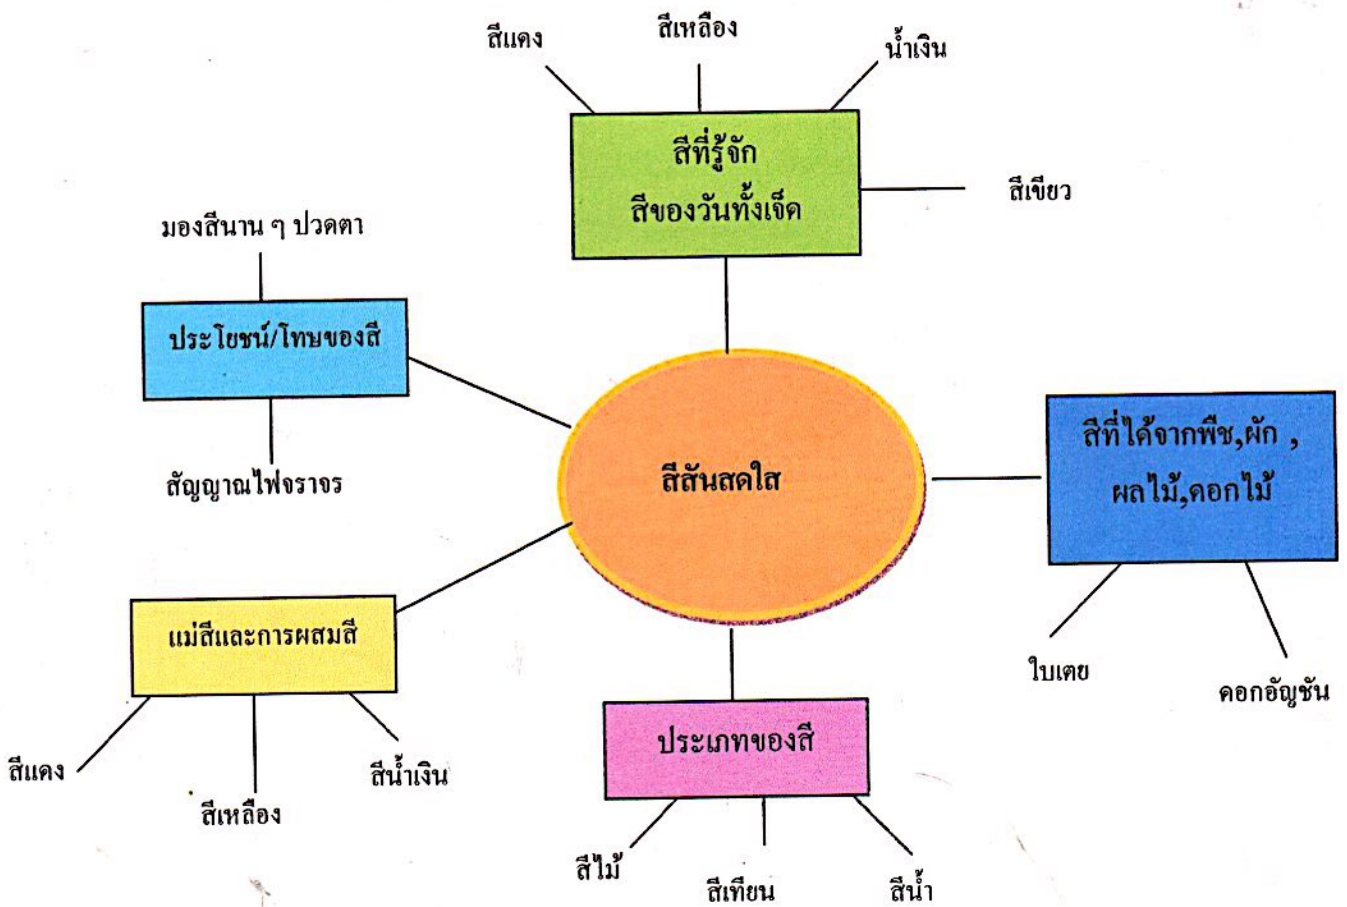 สีแดง
สีเหลือง
น้ำเงิน
สีที่รู้จัก
สีของวันทั้งเจ็ด
สีเขียว
มองสีนาน ๆ ปวดตา
ประโยชน์/โทษของสี
สัญญาณไฟจราจร
สีสันสดใส
สีที่ได้จากพืช,ผัก ,
ผลไม้,ดอกไม้
ใบเตย
ดอกอัญชัน
แม่สีและการผสมสี
สีแดง
สีเหลือง
สีน้ำเงิน
ประเภทของสี
สีไม้
สีเทียน
สีน้ำ